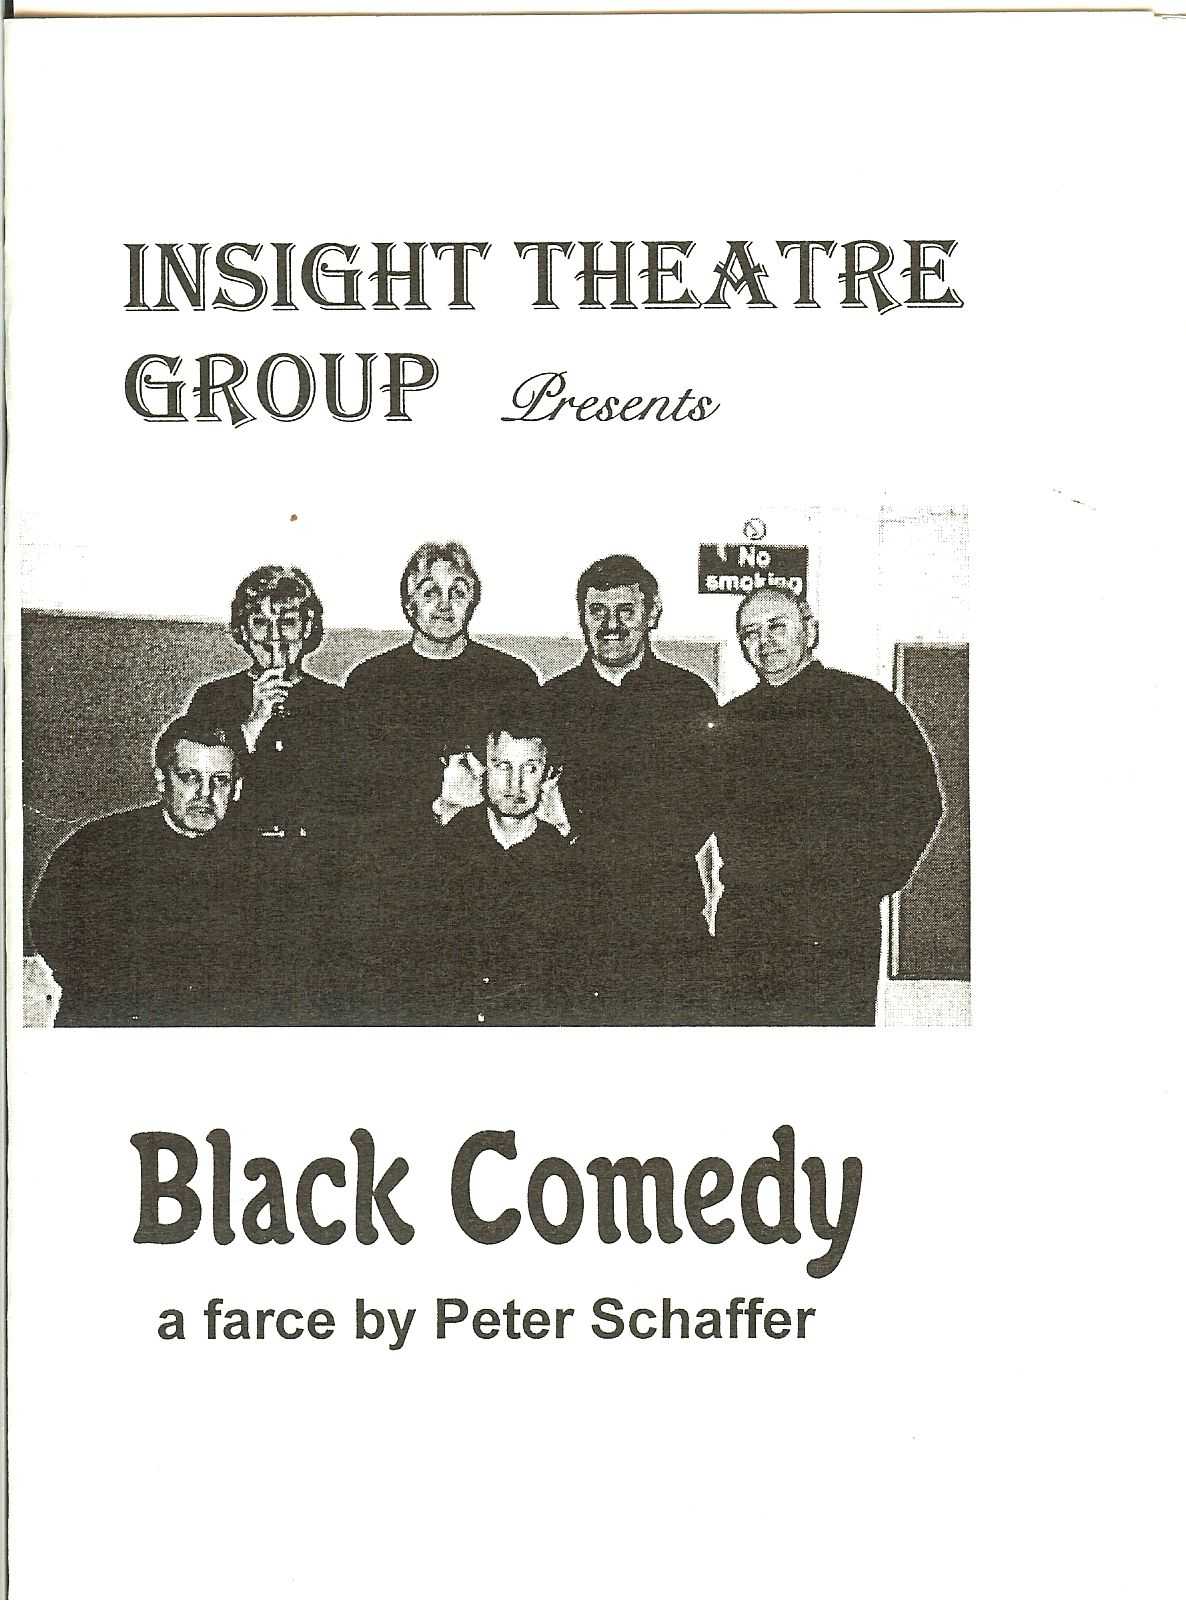 INSIGHT THEATRE
GROUP Presents
No
smoking
Black Comedy
a farce by Peter Schaffer